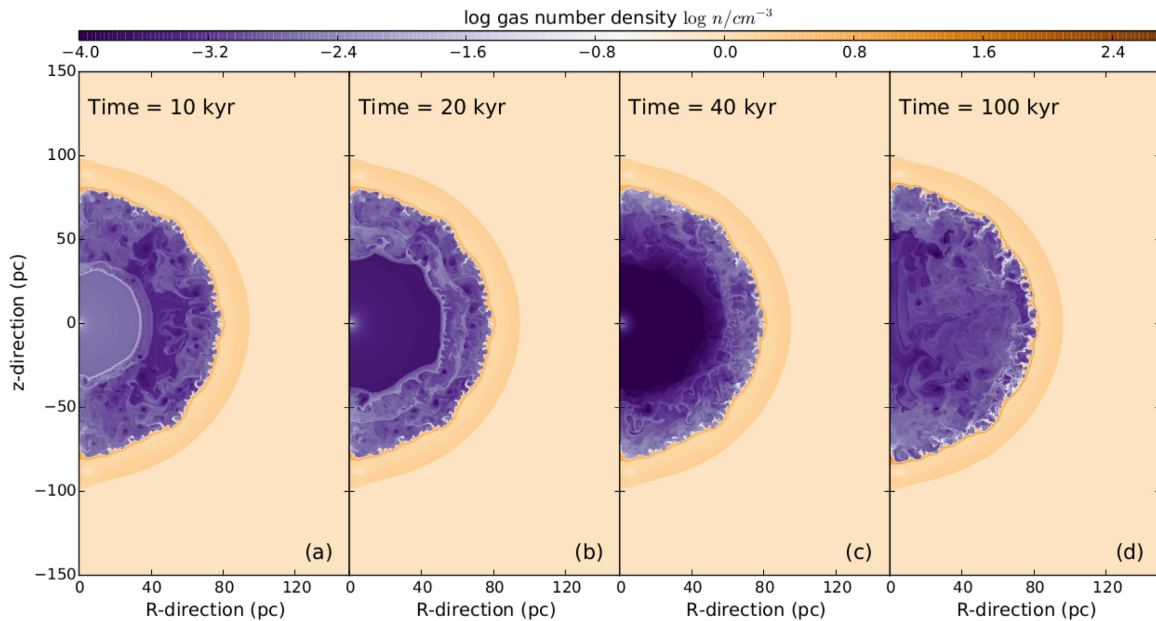 log gas number density log n/cm⁻³
−4.0 −3.2 −2.4 −1.6 −0.8 0.0 0.8 1.6 2.4
150
100
50
0
−50
−100
−150
z-direction (pc)
Time = 10 kyr
Time = 20 kyr
Time = 40 kyr
Time = 100 kyr
(a)
(b)
(c)
(d)
0 40 80 120
0 40 80 120
0 40 80 120
0 40 80 120
R-direction (pc)
R-direction (pc)
R-direction (pc)
R-direction (pc)